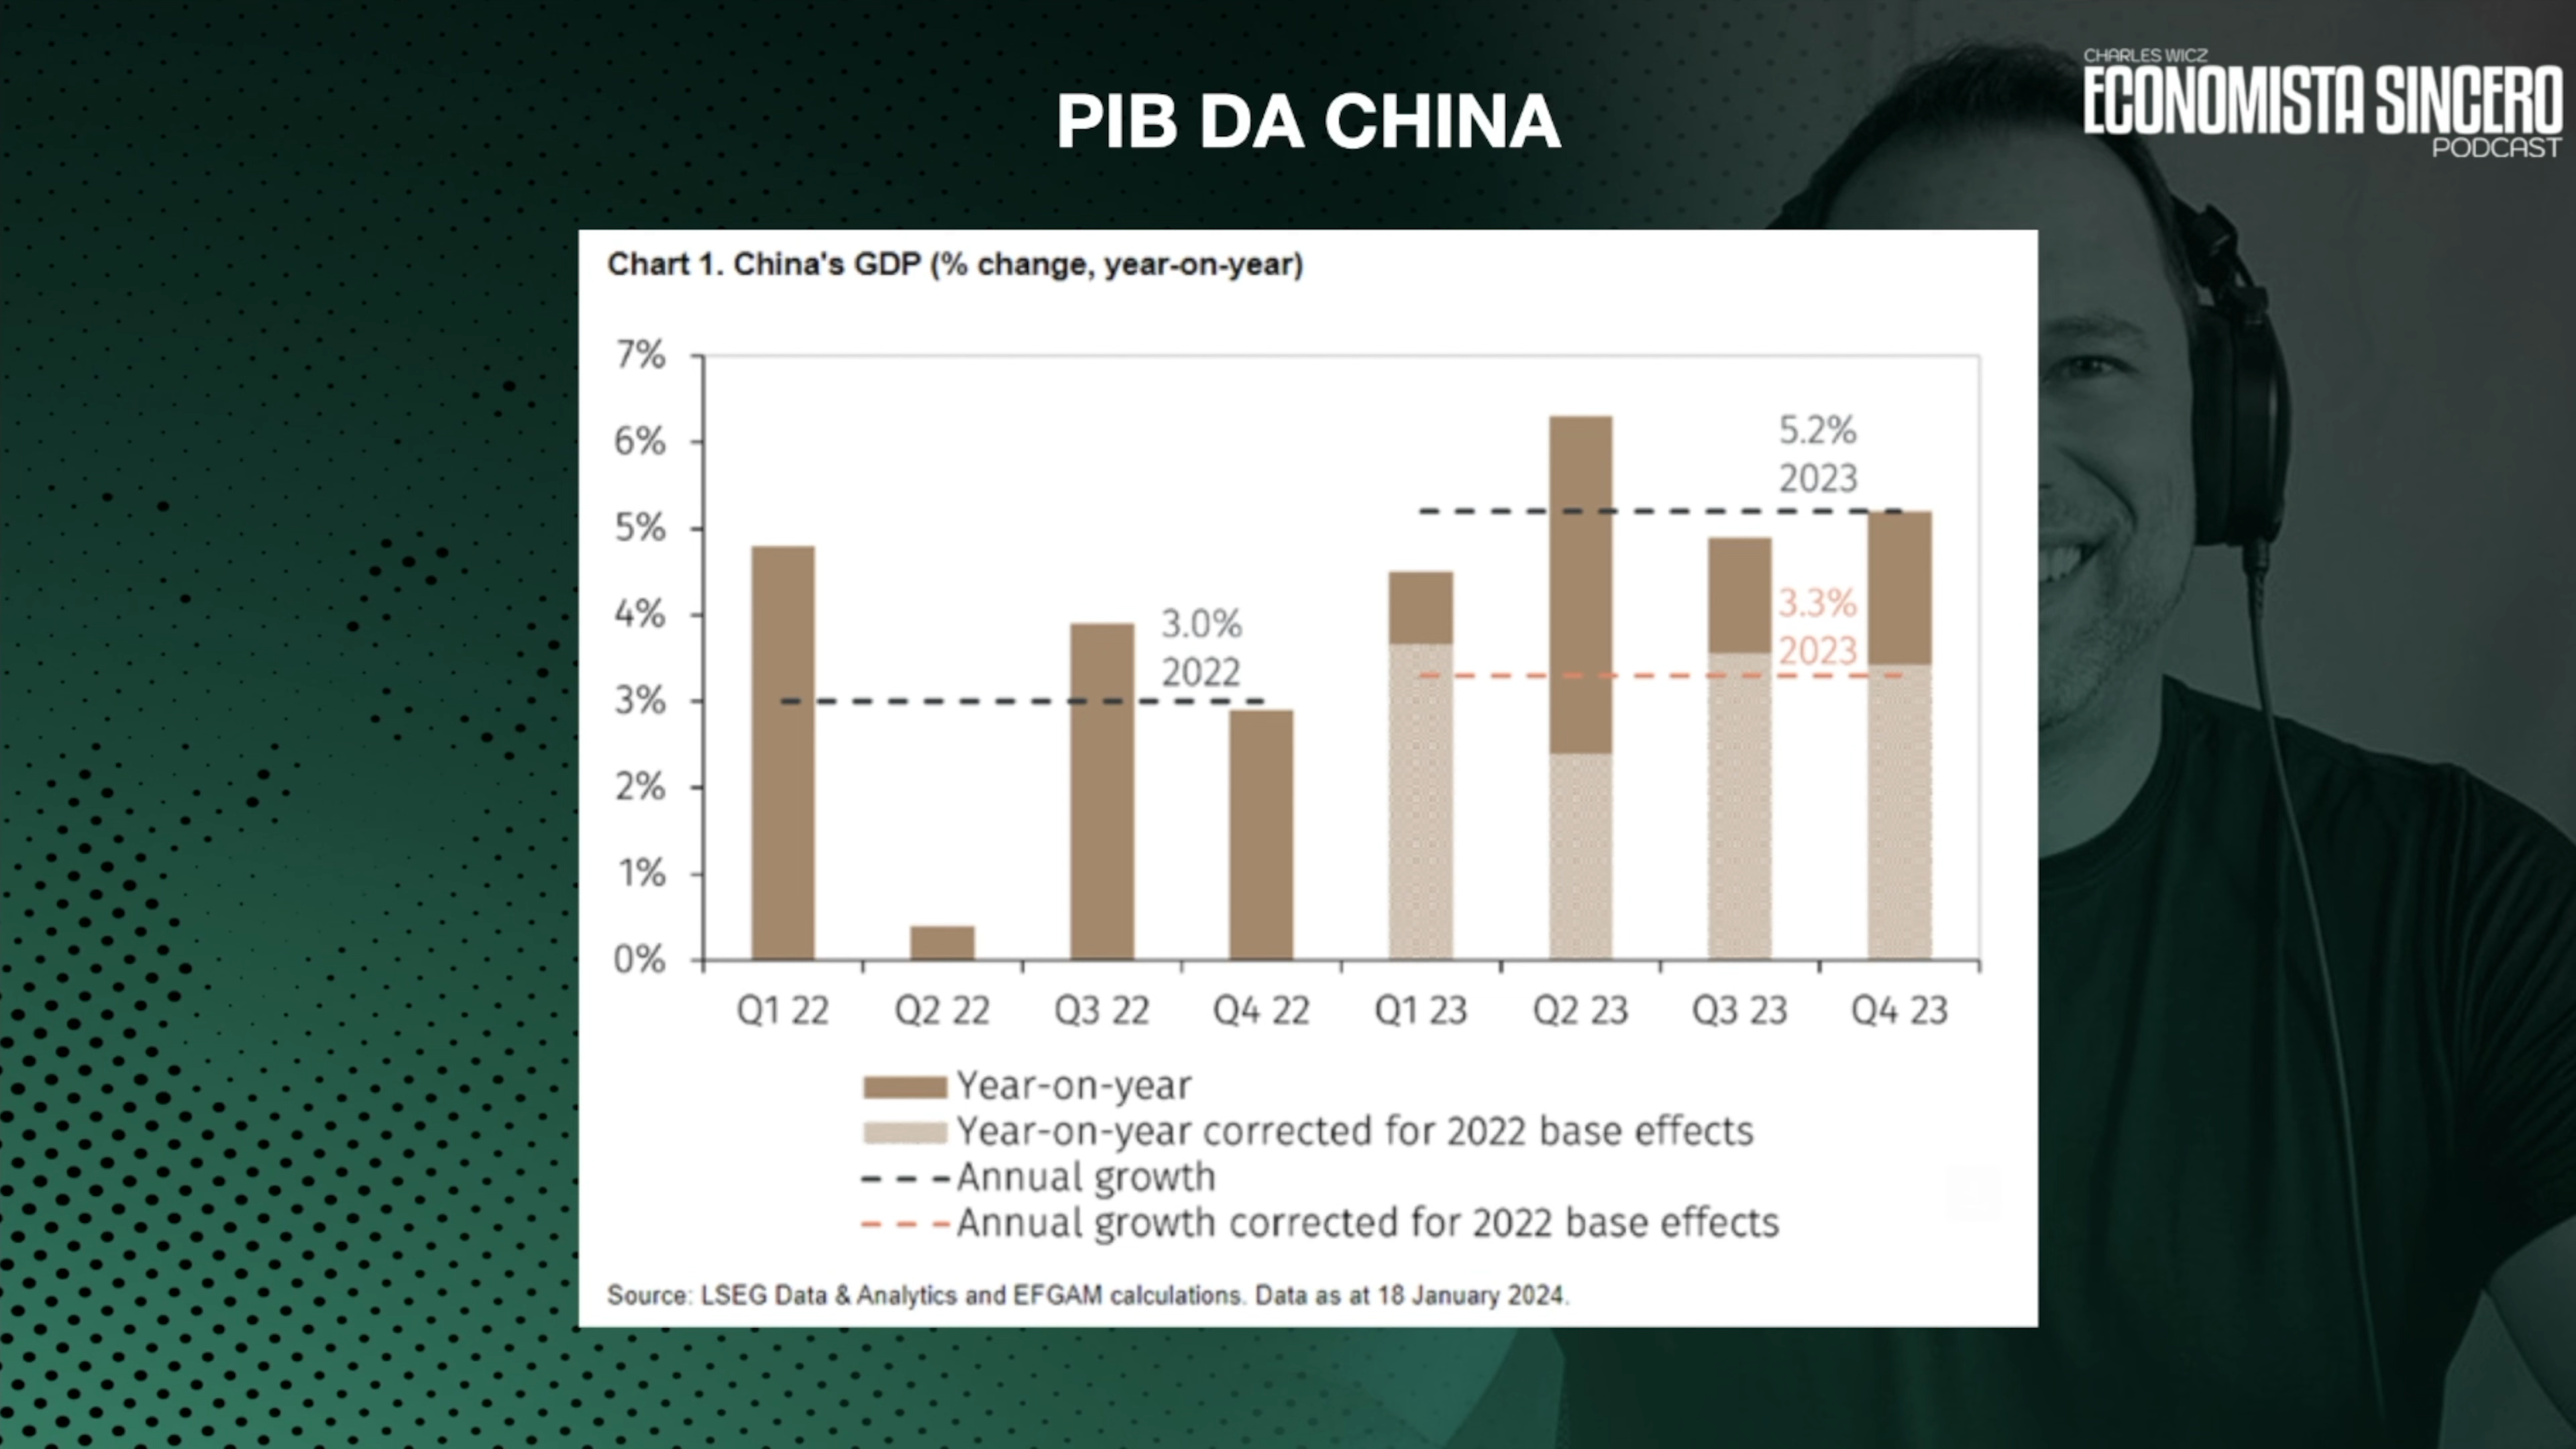 CHARLES WICZ
ECONOMISTA SINCERO
PODCAST
PIB DA CHINA
Chart 1. China's GDP (% change, year-on-year)
7%
6%
5%
4%
3%
2%
1%
0%
3.0%
2022
5.2%
2023
3.3%
2023
Q1 22 Q2 22 Q3 22 Q4 22 Q1 23 Q2 23 Q3 23 Q4 23
Year-on-year
Year-on-year corrected for 2022 base effects
Annual growth
Annual growth corrected for 2022 base effects
Source: LSEG Data & Analytics and EFGAM calculations. Data as at 18 January 2024.